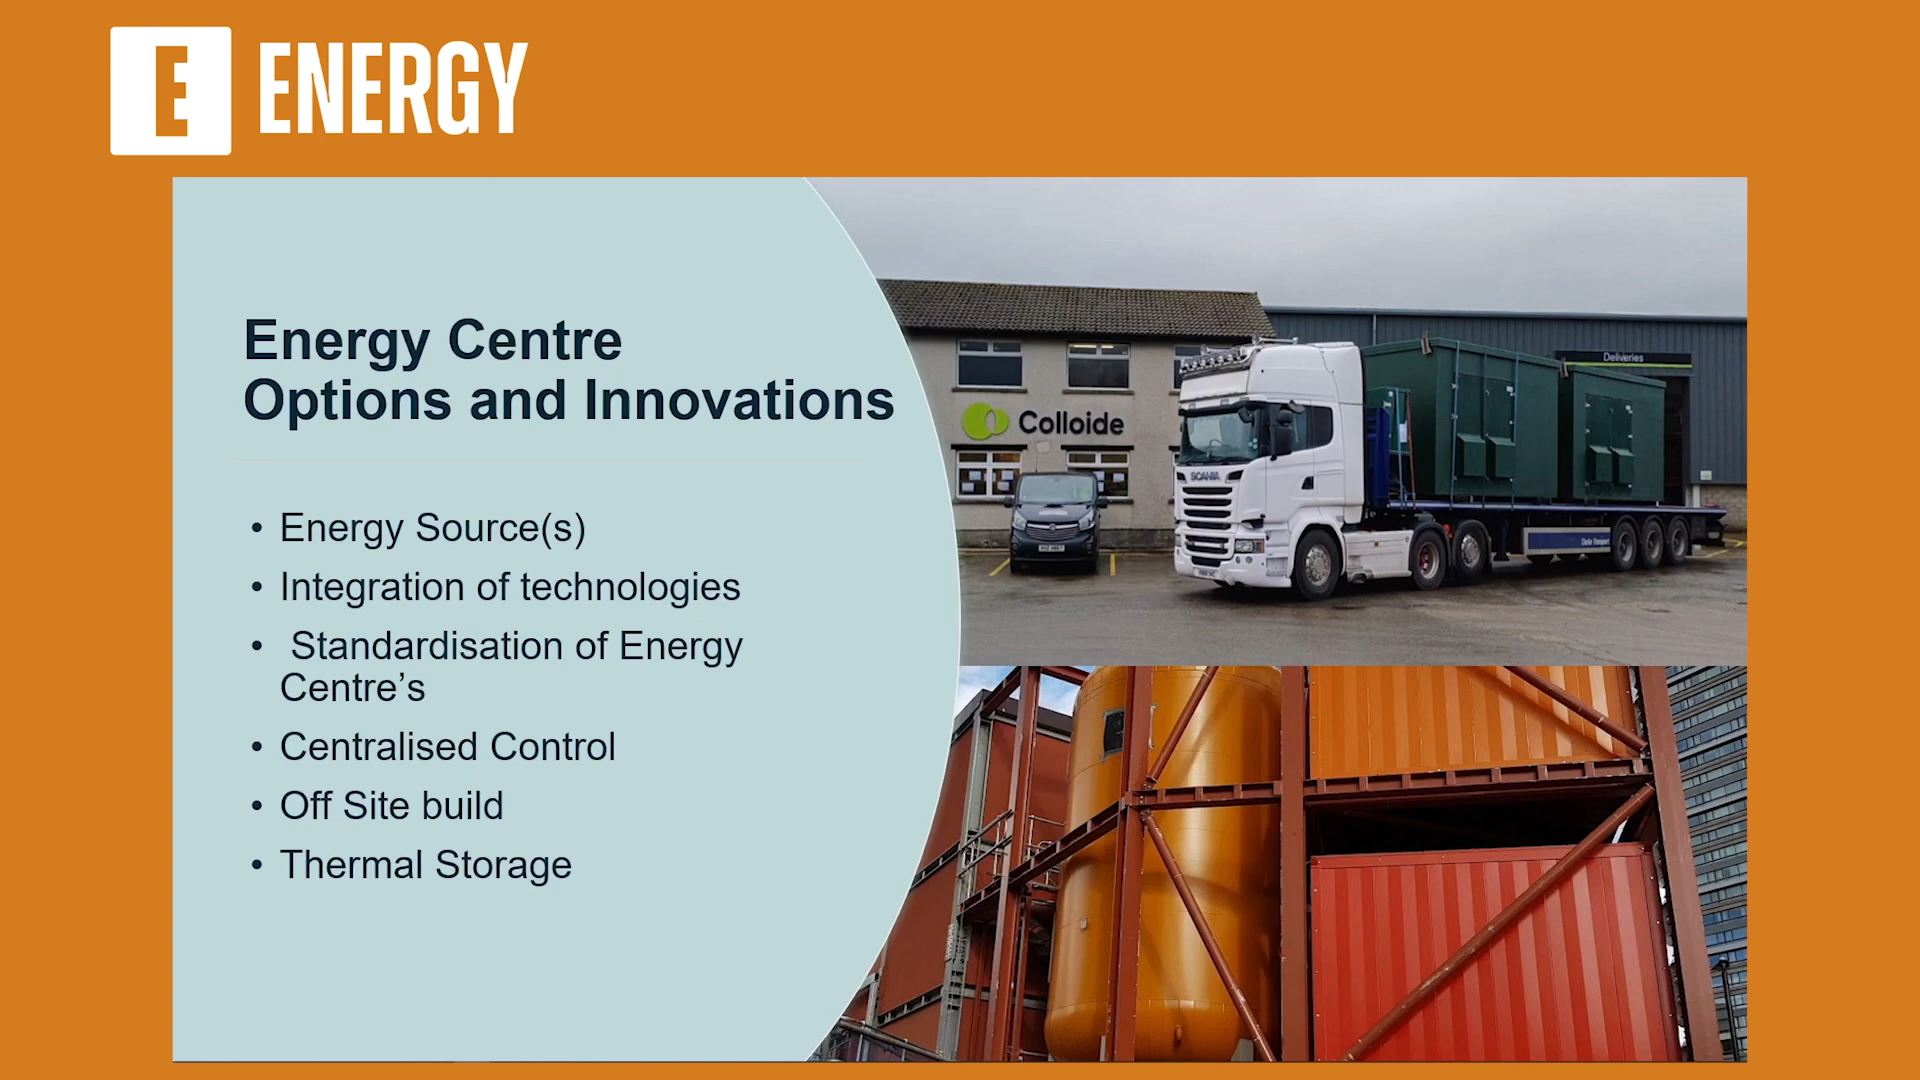 E ENERGY
Energy Centre
Options and Innovations
• Energy Source(s)
• Integration of technologies
• Standardisation of Energy
Centre’s
• Centralised Control
• Off Site build
• Thermal Storage
Deliveries
Colloide
SCANIA